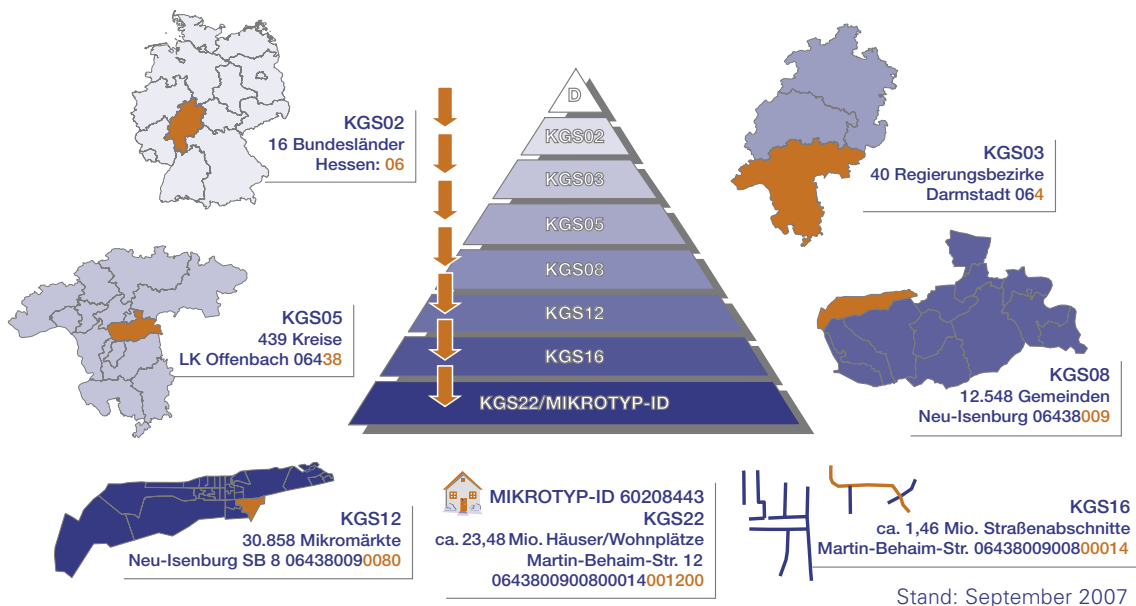 KGS02
16 Bundesländer
Hessen: 06
D
KGS02
KGS03
KGS05
KGS08
KGS12
KGS16
KGS22/MIKROTYP-ID
KGS03
40 Regierungsbezirke
Darmstadt 064
KGS05
439 Kreise
LK Offenbach 06438
KGS08
12.548 Gemeinden
Neu-Isenburg 06438009
KGS12
30.858 Mikromärkte
Neu-Isenburg SB 8 064380090080
MIKROTYP-ID 60208443
KGS22
ca. 23,48 Mio. Häuser/Wohnplätze
Martin-Behaim-Str. 12
0643800900800014001200
KGS16
ca. 1,46 Mio. Straßenabschnitte
Martin-Behaim-Str. 0643800900800014
Stand: September 2007